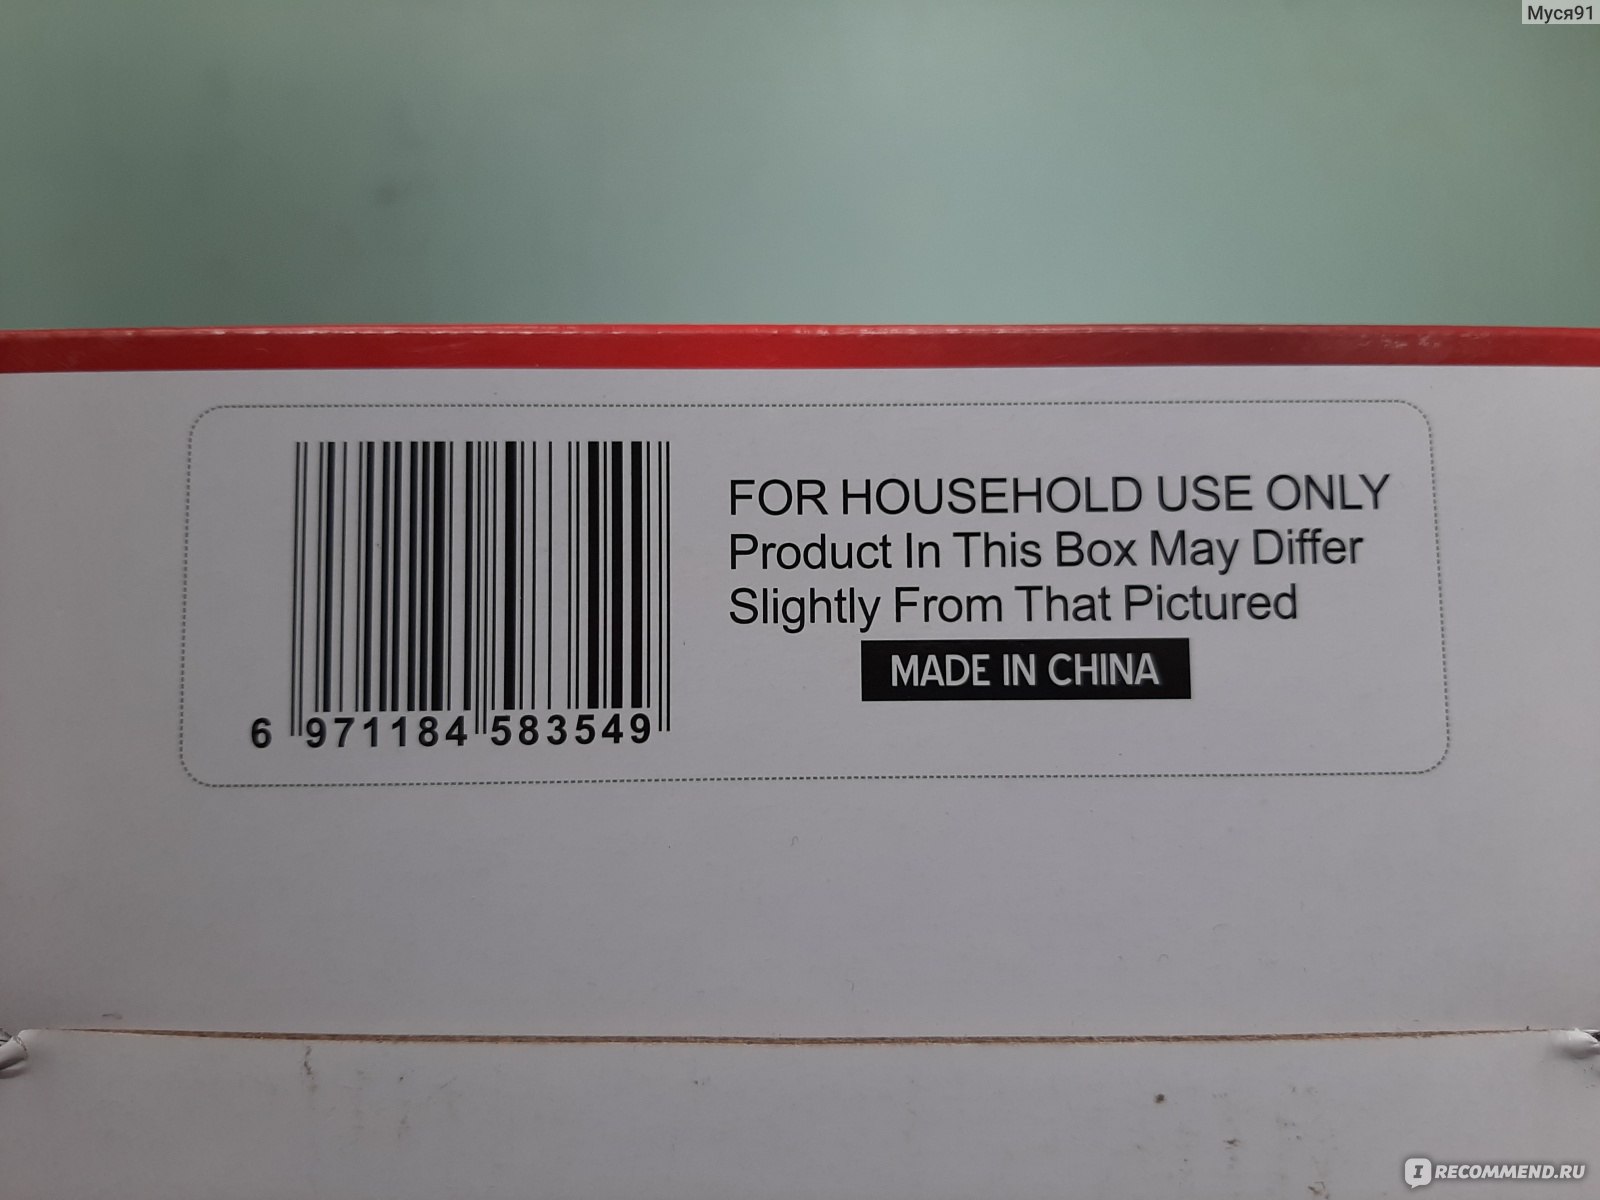 Муся91
FOR HOUSEHOLD USE ONLY
Product In This Box May Differ
Slightly From That Pictured
MADE IN CHINA
6 971184 583549
IRECOMMEND.RU